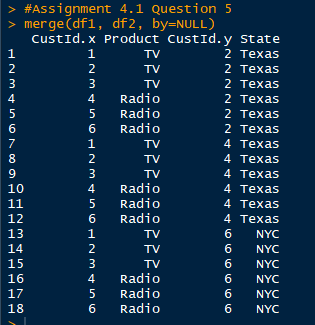 > #Assignment 4.1 Question 5
> merge(df1, df2, by=NULL)
   CustId.x Product CustId.y State
1         1      TV        2 Texas
2         2      TV        2 Texas
3         3      TV        2 Texas
4         4   Radio        2 Texas
5         5   Radio        2 Texas
6         6   Radio        2 Texas
7         1      TV        4 Texas
8         2      TV        4 Texas
9         3      TV        4 Texas
10        4   Radio        4 Texas
11        5   Radio        4 Texas
12        6   Radio        4 Texas
13        1      TV        6   NYC
14        2      TV        6   NYC
15        3      TV        6   NYC
16        4   Radio        6   NYC
17        5   Radio        6   NYC
18        6   Radio        6   NYC
>